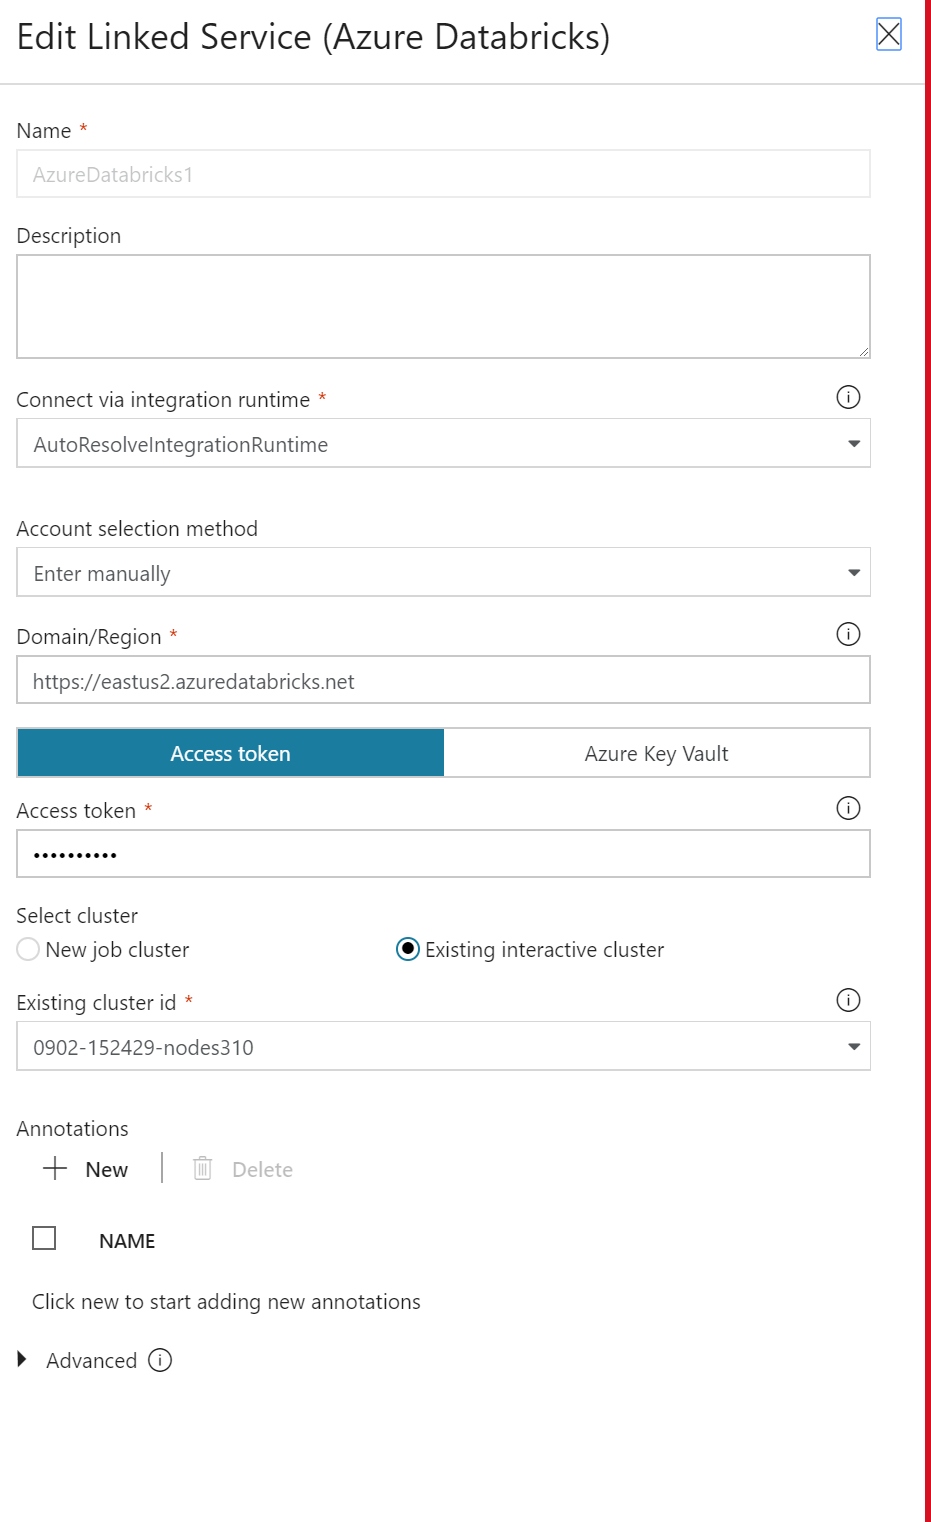 Edit Linked Service (Azure Databricks)
Name *
AzureDatabricks1
Description
Connect via integration runtime *
AutoResolveIntegrationRuntime
Account selection method
Enter manually
Domain/Region *
https://eastus2.azuredatabricks.net
Access token Azure Key Vault
Access token *
••••••••••
Select cluster
New job cluster Existing interactive cluster
Existing cluster id *
0902-152429-nodes310
Annotations
New Delete
NAME
Click new to start adding new annotations
Advanced